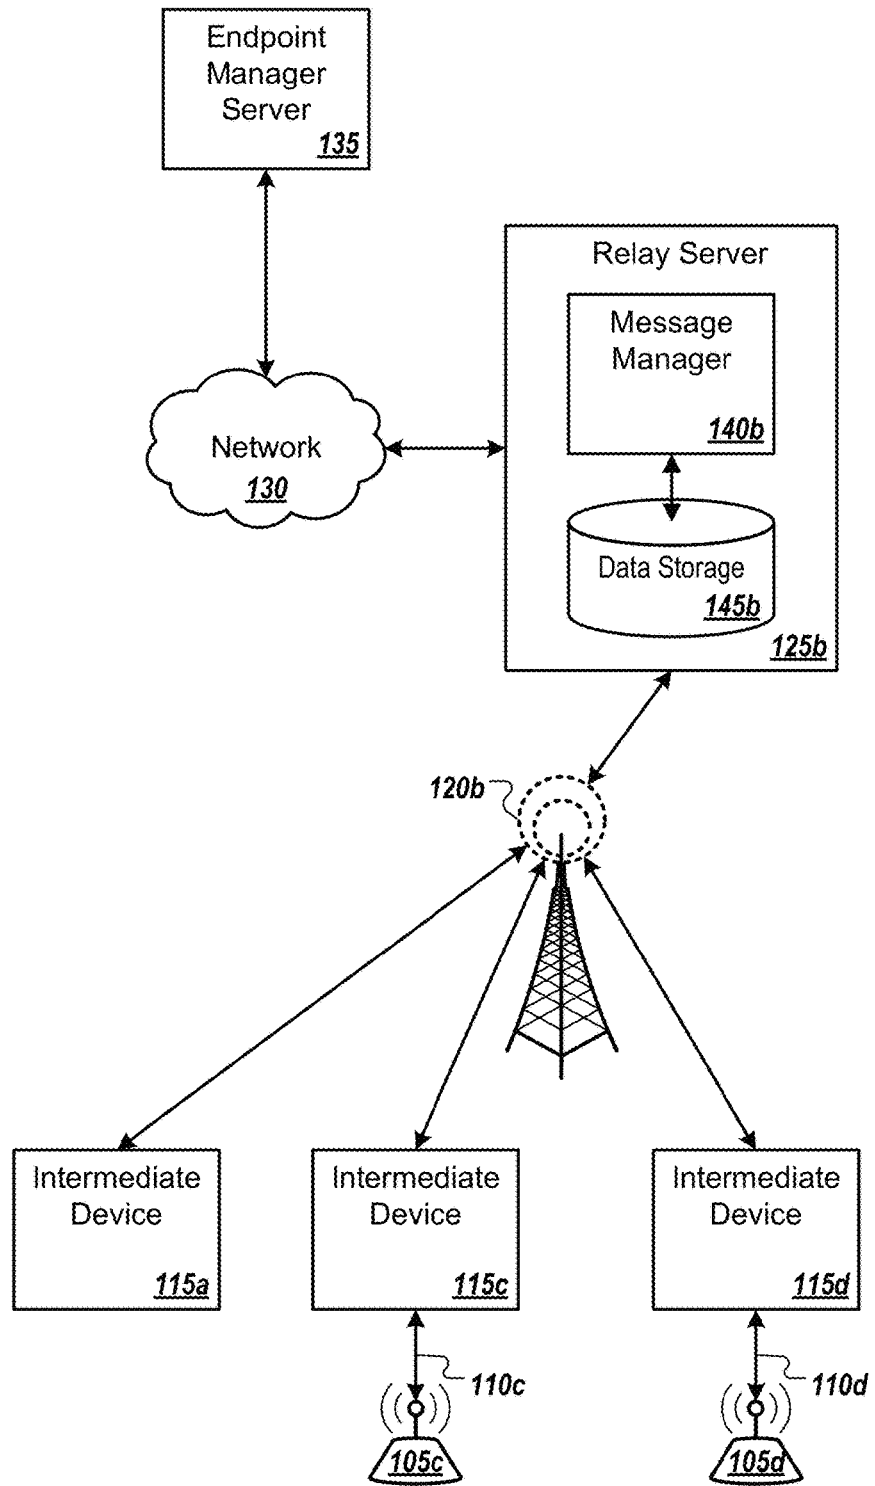 Endpoint
Manager
Server
135
Relay Server
Message
Manager
140b
Network
130
Data Storage
145b
125b
120b
Intermediate
Device
115a
Intermediate
Device
115c
Intermediate
Device
115d
110c
110d
105c
105d